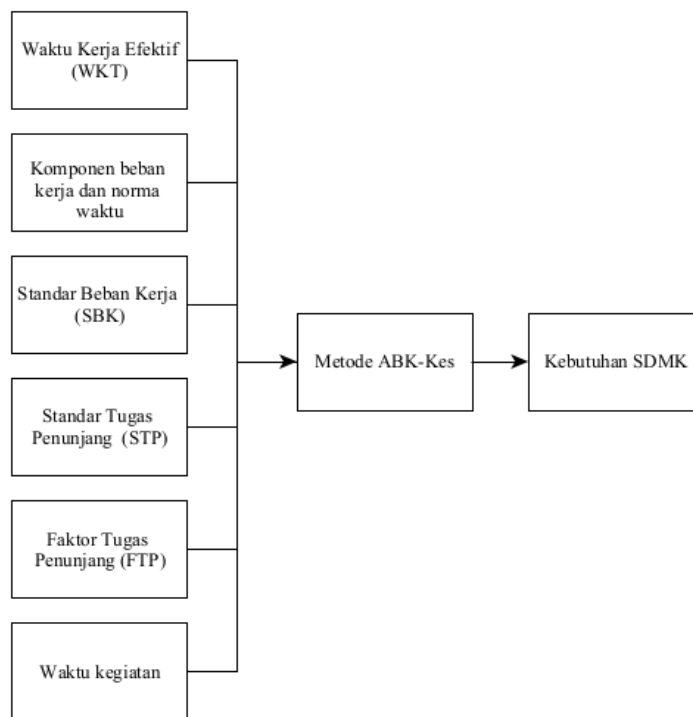 Waktu Kerja Efektif
(WKT)
Komponen beban
kerja dan norma
waktu
Standar Beban Kerja
(SBK)
Standar Tugas
Penunjang (STP)
Faktor Tugas
Penunjang (FTP)
Waktu kegiatan
Metode ABK-Kes
Kebutuhan SDMK